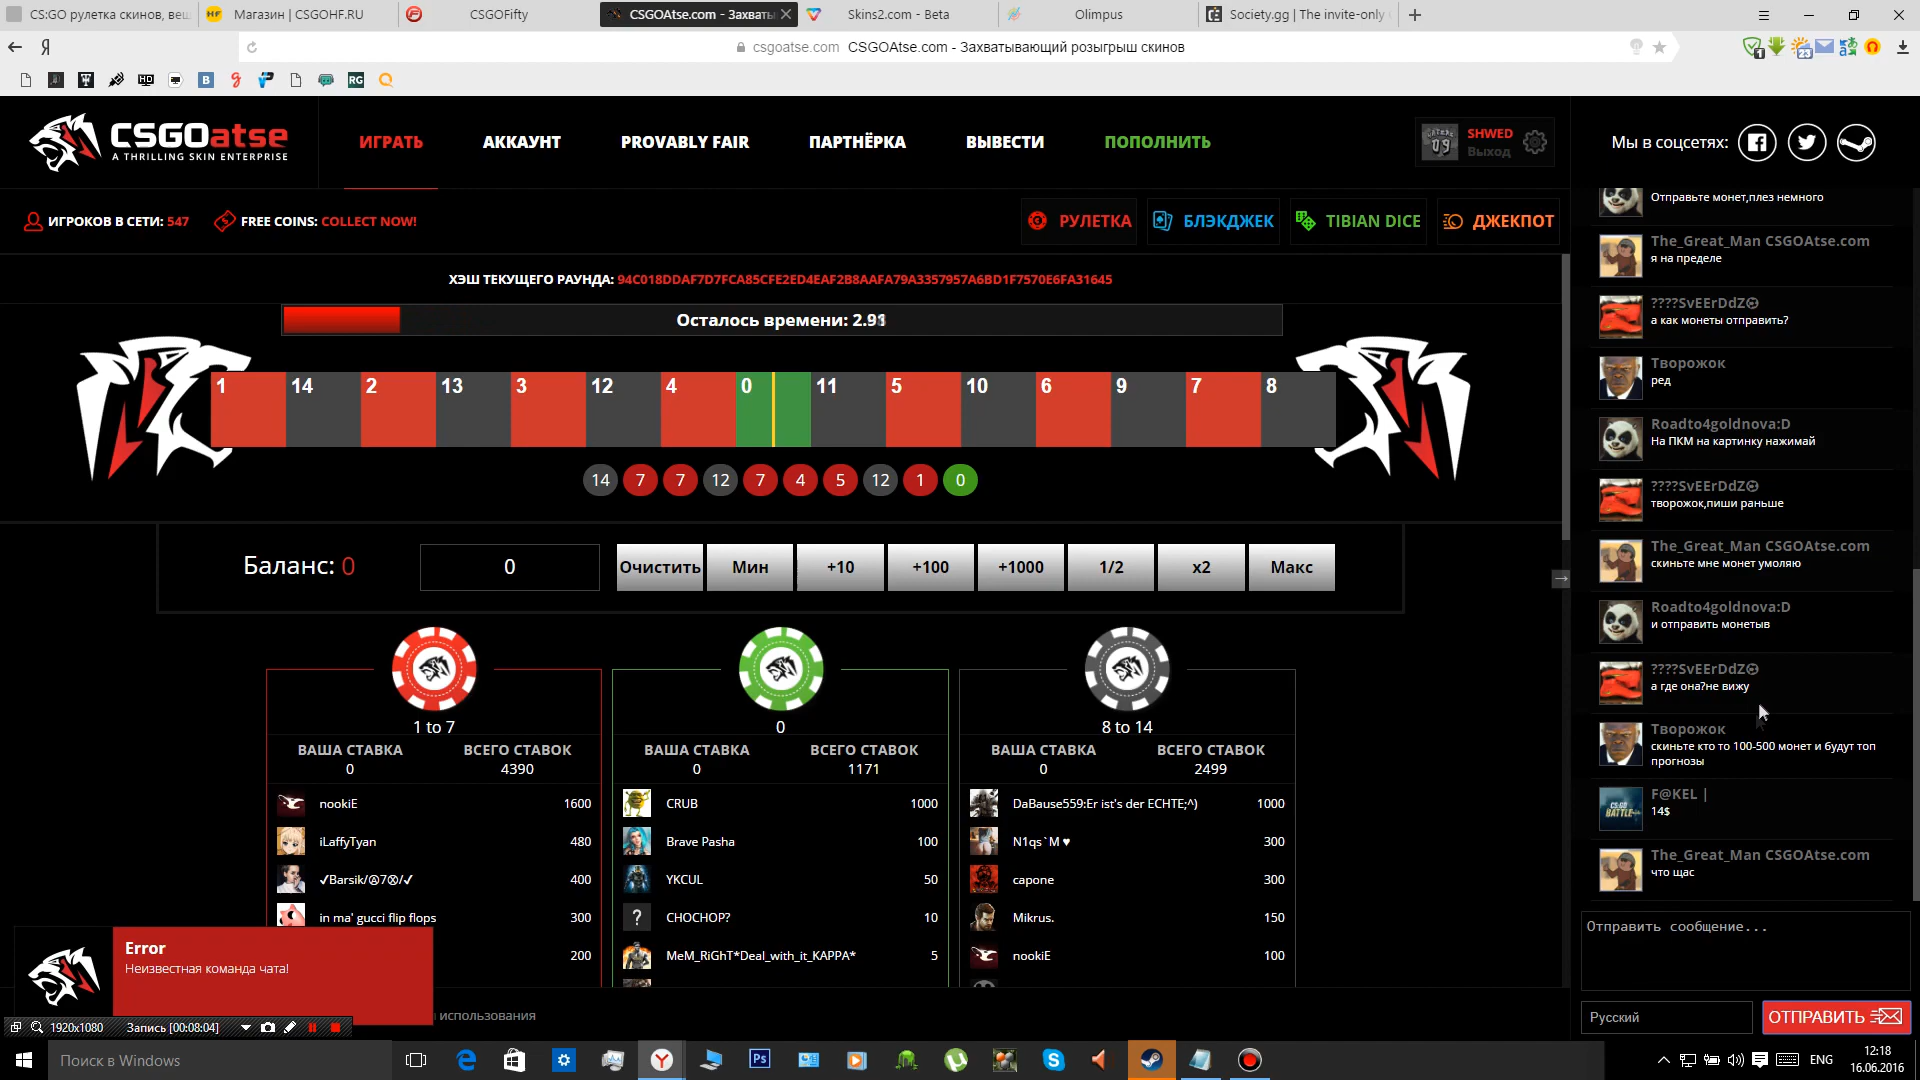 CS:GO рулетка скинов, вещ
Магазин | CSGOHF.RU
CSGOFifty
CSGOAtse.com - Захваты
Skins2.com - Beta
Olimpus
Society.gg | The invite-only
csgoatse.com CSGOAtse.com - Захватывающий розыгрыш скинов
CSGOatse
A THRILLING SKIN ENTERPRISE
ИГРАТЬ
АККАУНТ
PROVABLY FAIR
ПАРТНЁРКА
ВЫВЕСТИ
ПОПОЛНИТЬ
SHWED
Выход
Мы в соцсетях:
ИГРОКОВ В СЕТИ: 547
FREE COINS: COLLECT NOW!
РУЛЕТКА
БЛЭКДЖЕК
TIBIAN DICE
ДЖЕКПОТ
ХЭШ ТЕКУЩЕГО РАУНДА: 94C018DDAF7D7FCA85CFE2ED4EAF2B8AAFA79A3357957A6BD1F7570E6FA31645
Осталось времени:
1 14 2 13 3 12 4 0 11 5 10 6 9 7 8
14 7 7 12 7 4 5 12 1 0
Баланс: 0
0
Очистить
Мин
+10
+100
+1000
1/2
x2
Макс
1 to 7
ВАША СТАВКА ВСЕГО СТАВОК
0 4390
nookiE 1600
iLaffyTyan 480
400
in ma' gucci flip flops 300
200
0
ВАША СТАВКА ВСЕГО СТАВОК
0 1171
CRUB 1000
Brave Pasha 100
YKCUL 50
CHOCHOP? 10
MeM_RiGhT*Deal_with_it_KAPPA* 5
8 to 14
ВАША СТАВКА ВСЕГО СТАВОК
0 2499
DaBause559:Er ist's der ECHTE;^) 1000
N1qs`M ♥ 300
capone 300
Mikrus. 150
nookiE 100
Error
Неизвестная команда чата!
использования
Отправьте монет,плез немного
The_Great_Man CSGOAtse.com
я на пределе
????SvEErDdZ☹
а как монеты отправить?
Творожок
ред
Roadto4goldnova:D
На ПКМ на картинку нажимай
????SvEErDdZ☹
творожок,пиши раньше
The_Great_Man CSGOAtse.com
скиньте мне монет умоляю
Roadto4goldnova:D
и отправить монетыв
????SvEErDdZ☹
а где она?не вижу
Творожок
скиньте кто то 100-500 монет и будут топ
прогнозы
F@KEL |
14$
The_Great_Man CSGOAtse.com
что щас
Отправить сообщение...
Русский
ОТПРАВИТЬ
1920x1080 Запись [00:08:04]
Поиск в Windows
ENG
12:18
16.06.2016